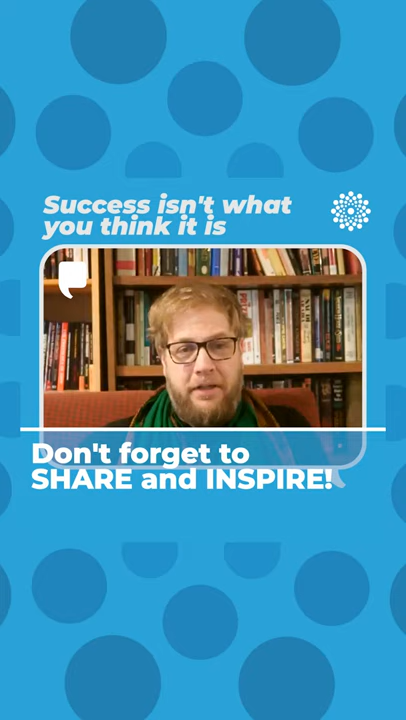 Success isn't what
you think it is
Don't forget to
SHARE and INSPIRE!